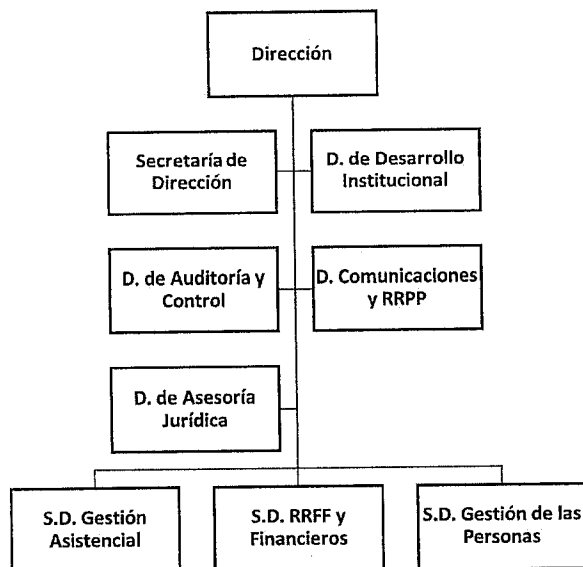 Dirección
Secretaría de
Dirección
D. de Desarrollo
Institucional
D. de Auditoría y
Control
D. Comunicaciones
y RRPP
D. de Asesoría
Jurídica
S.D. Gestión
Asistencial
S.D. RRFF y
Financieros
S.D. Gestión de las
Personas